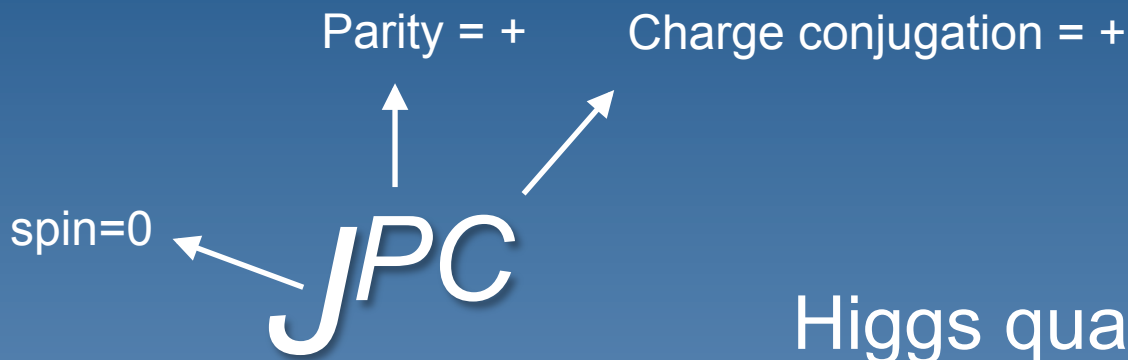 Parity = + Charge conjugation = +
spin=0
JPC
Higgs qua